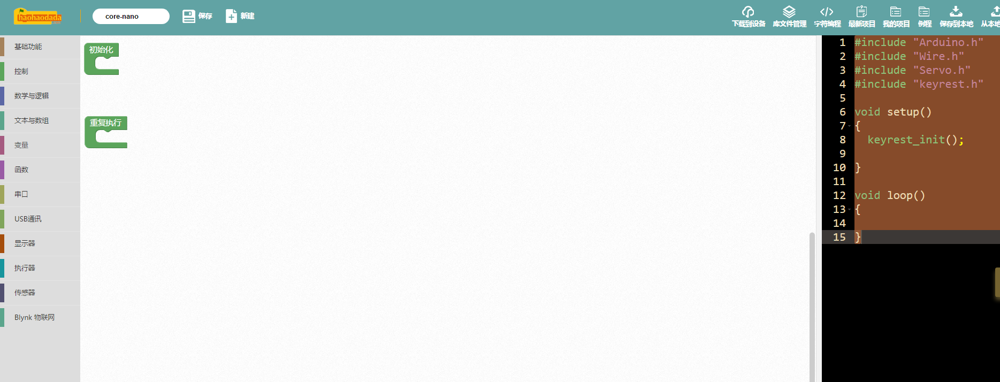 haohaodada
core-nano
保存
新建
下载到设备
库文件管理
字符编程
最新项目
我的项目
例程
保存到本地
从本地
基础功能
控制
数学与逻辑
文本与数组
变量
函数
串口
USB通讯
显示器
执行器
传感器
Blynk 物联网
初始化
重复执行
1 #include "Arduino.h"
2 #include "Wire.h"
3 #include "Servo.h"
4 #include "keyrest.h"
5
6 void setup()
7 {
8 keyrest_init();
9
10 }
11
12 void loop()
13 {
14
15 }